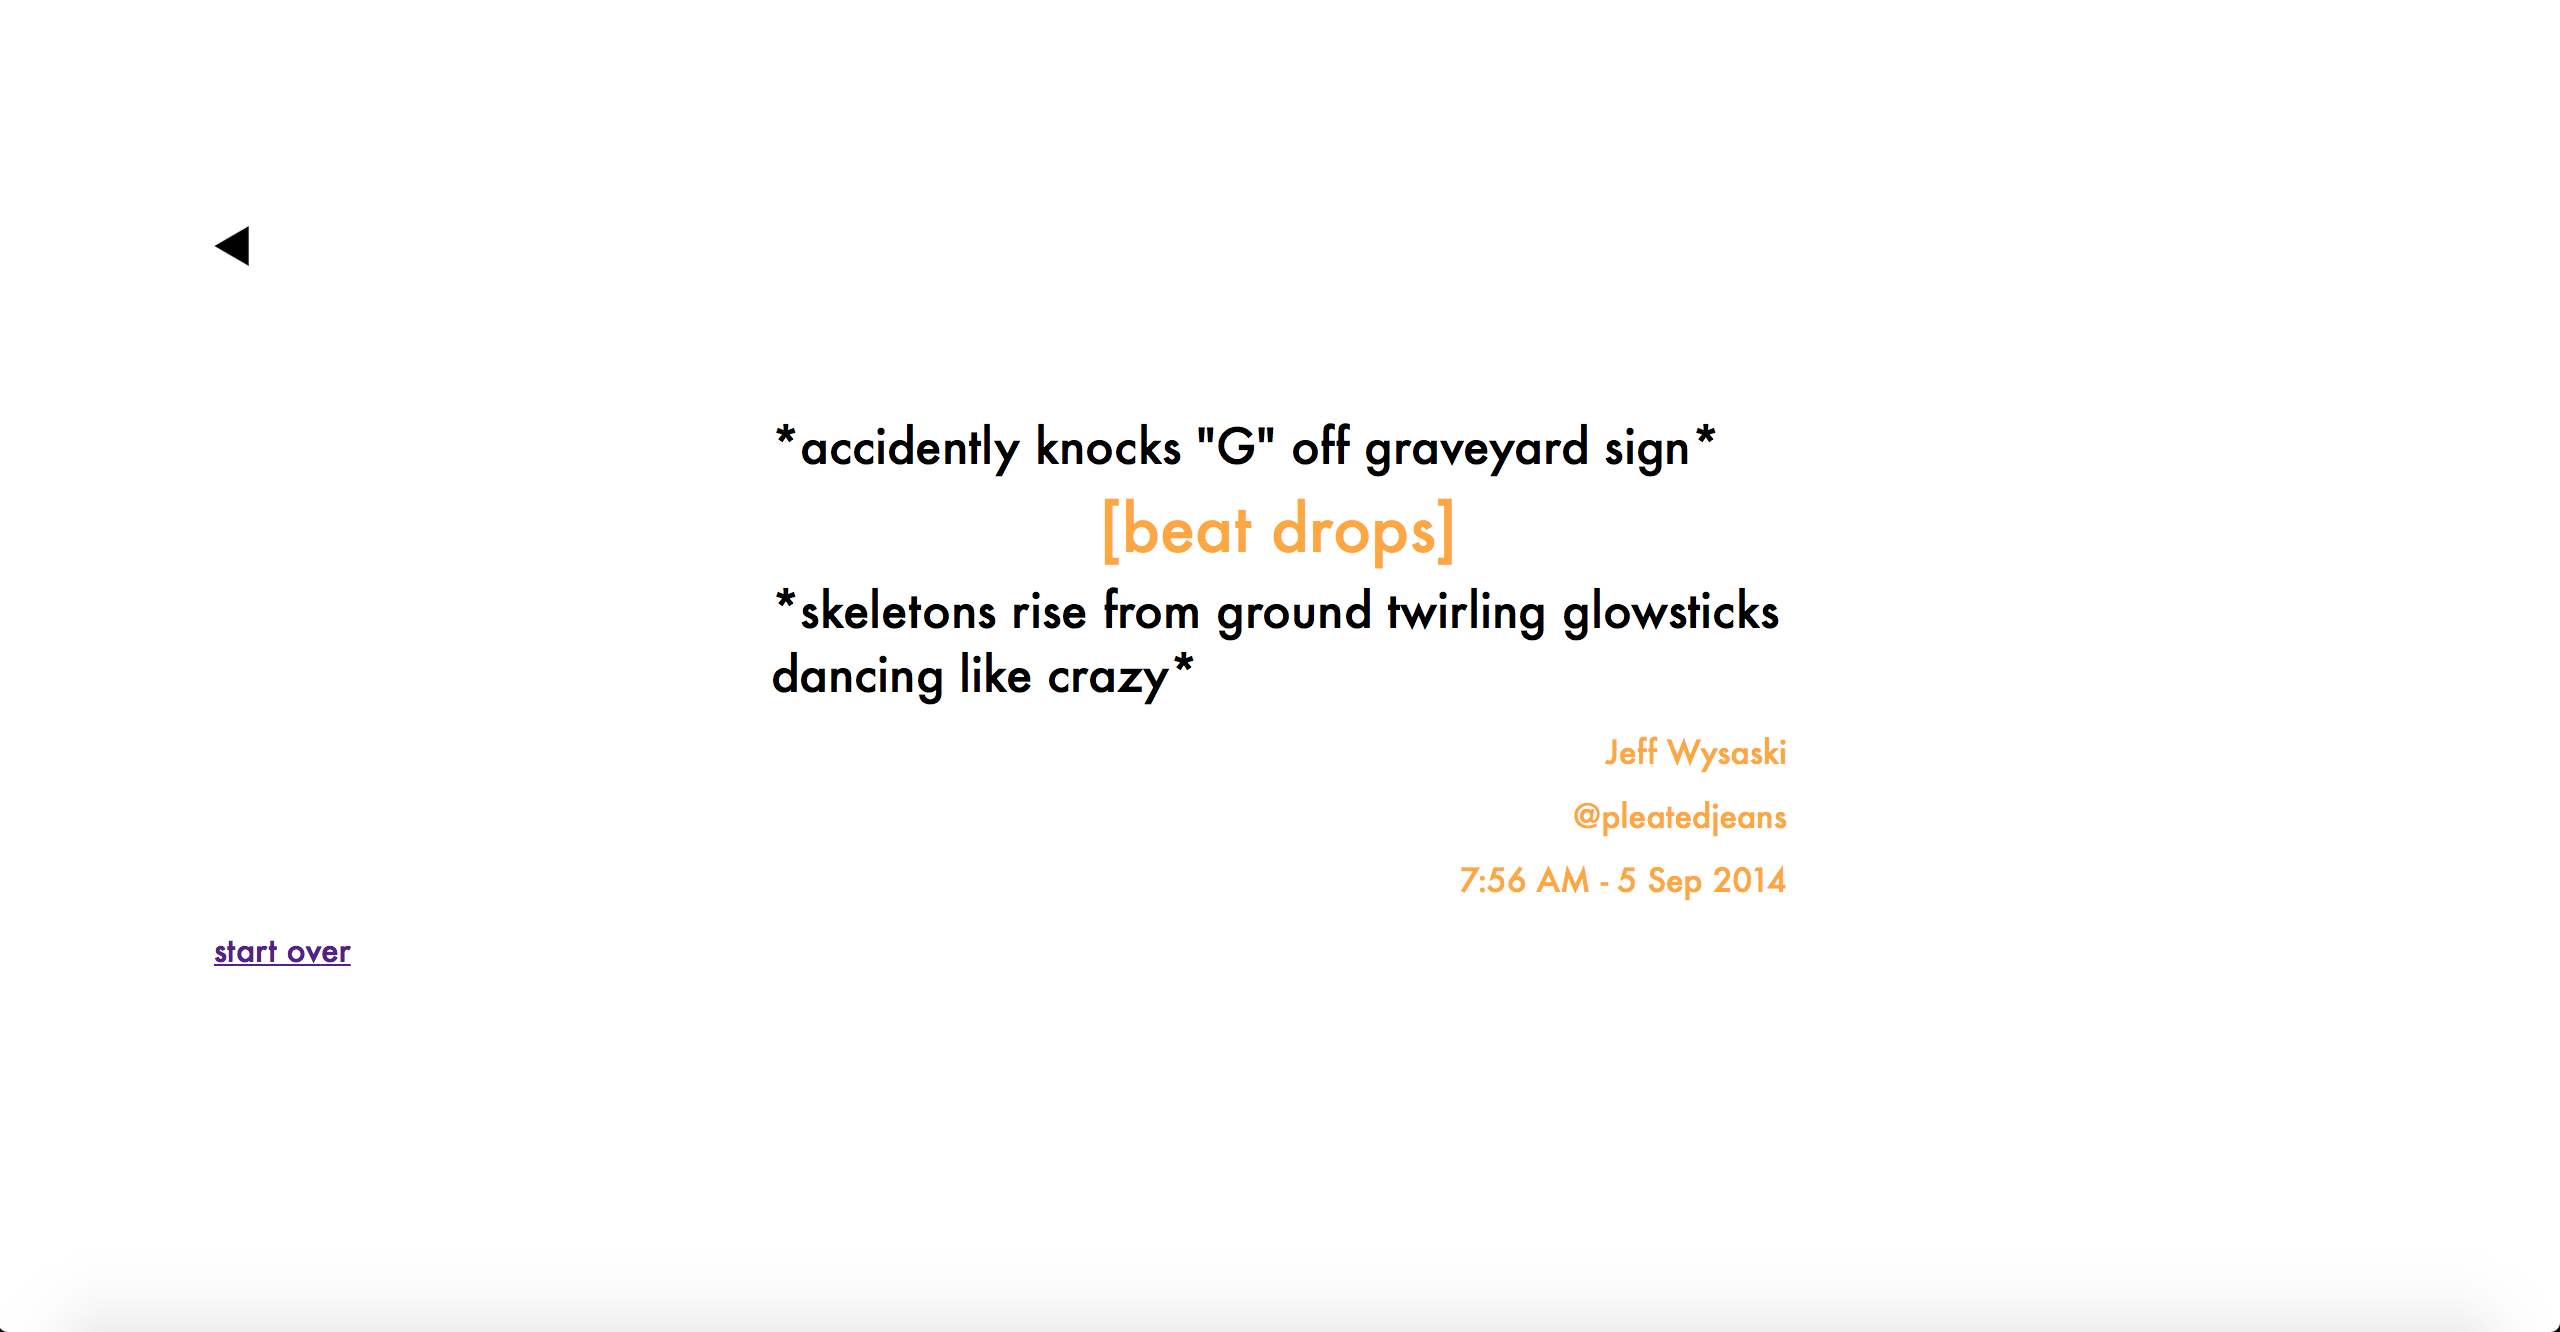 *accidently knocks "G" off graveyard sign*
[beat drops]
*skeletons rise from ground twirling glowsticks
dancing like crazy*
Jeff Wysaski
@pleatedjeans
7:56 AM - 5 Sep 2014
start over